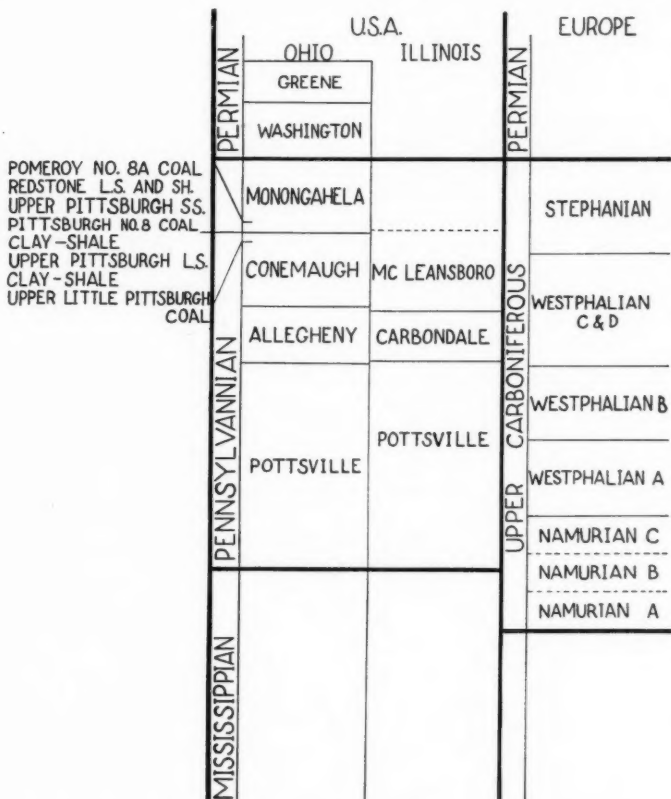 U.S.A.
EUROPE
OHIO
ILLINOIS
PERMIAN
GREENE
WASHINGTON
PERMIAN
POMEROY NO. 8A COAL
REDSTONE L.S. AND SH.
UPPER PITTSBURGH SS.
PITTSBURGH NO.8 COAL
CLAY-SHALE
UPPER PITTSBURGH L.S.
CLAY-SHALE
UPPER LITTLE PITTSBURGH
COAL
PENNSYLVANNIAN
MONONGAHELA
CONEMAUGH
MC LEANSBORO
ALLEGHENY
CARBONDALE
POTTSVILLE
POTTSVILLE
UPPER CARBONIFEROUS
STEPHANIAN
WESTPHALIAN
C & D
WESTPHALIAN B
WESTPHALIAN A
NAMURIAN C
NAMURIAN B
NAMURIAN A
MISSISSIPPIAN